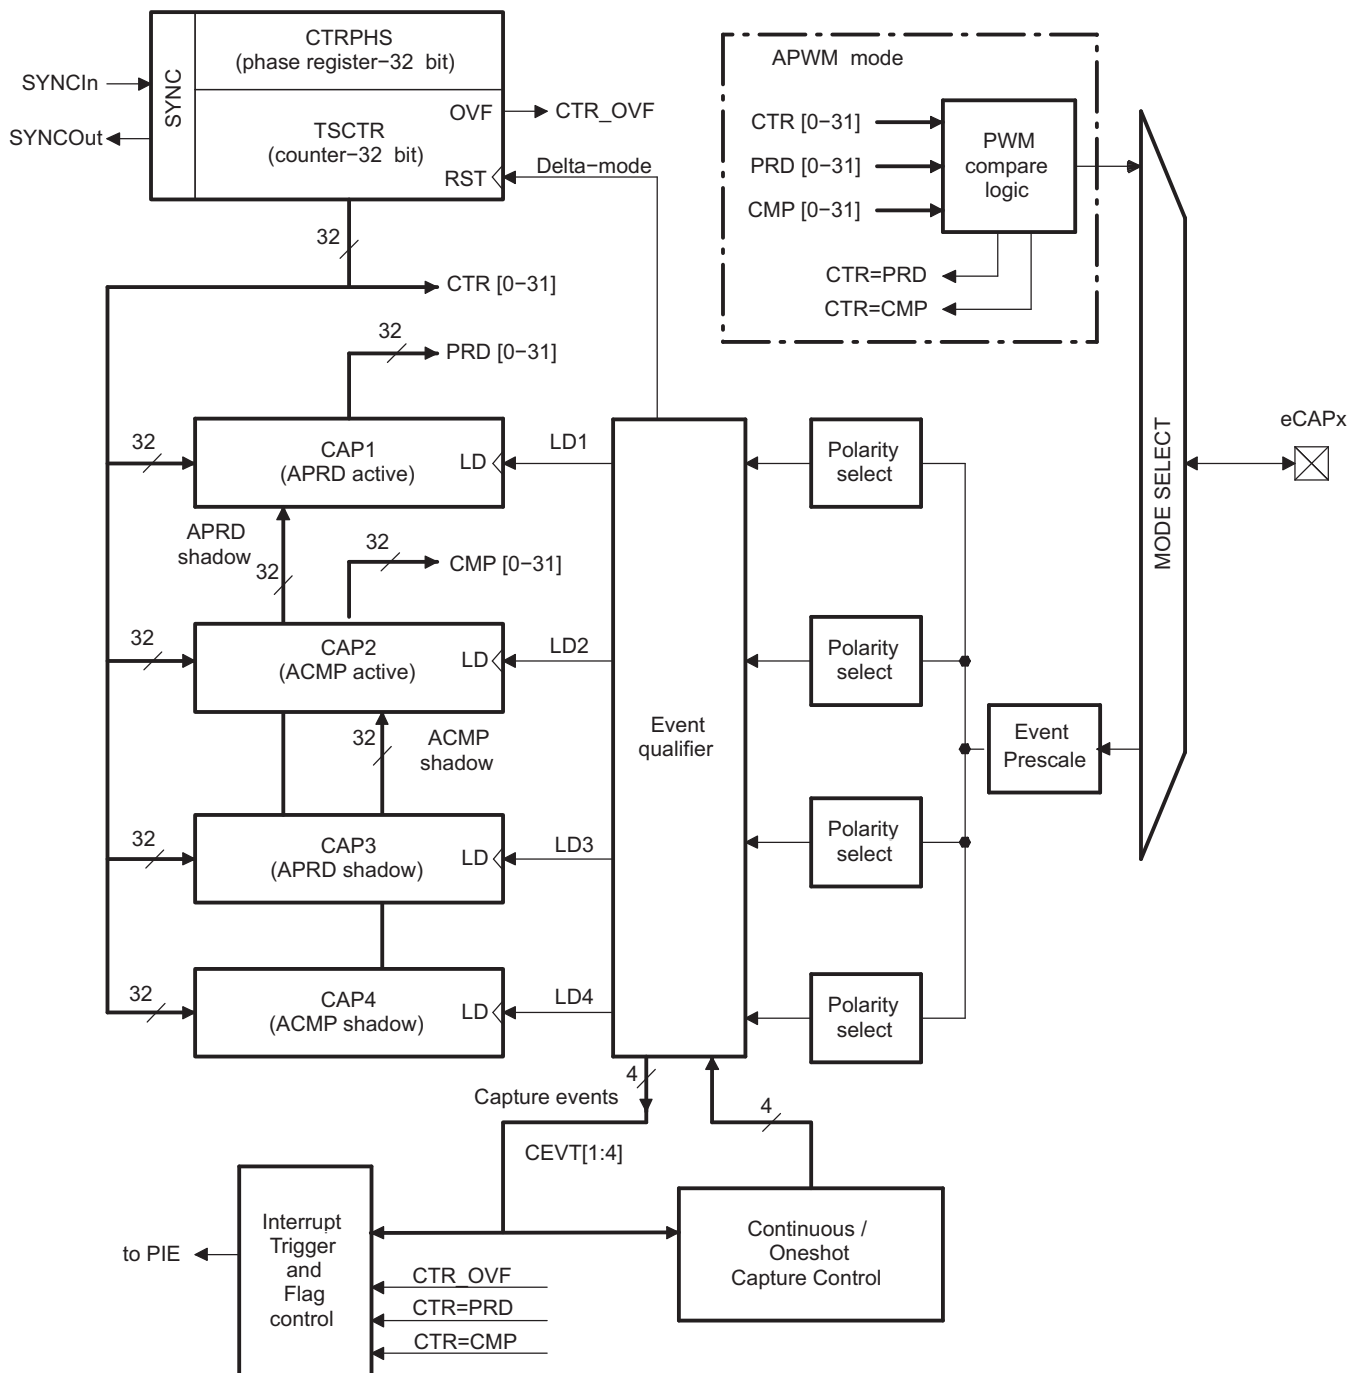 CTRPHS
(phase register−32 bit)
SYNC
SYNCIn
SYNCOut
OVF
CTR_OVF
TSCTR
(counter−32 bit)
RST
Delta−mode
32
CTR [0−31]
32
PRD [0−31]
APWM mode
CTR [0−31]
PRD [0−31]
CMP [0−31]
PWM
compare
logic
CTR=PRD
CTR=CMP
MODE SELECT
eCAPx
32
CAP1
(APRD active)
LD
LD1
Polarity
select
APRD
shadow
32
32
CMP [0−31]
32
CAP2
(ACMP active)
LD
LD2
Polarity
select
32
ACMP
shadow
Event
qualifier
Event
Prescale
32
CAP3
(APRD shadow)
LD
LD3
Polarity
select
32
CAP4
(ACMP shadow)
LD
LD4
Polarity
select
4
Capture events
4
CEVT[1:4]
to PIE
Interrupt
Trigger
and
Flag
control
CTR_OVF
CTR=PRD
CTR=CMP
Continuous /
Oneshot
Capture Control